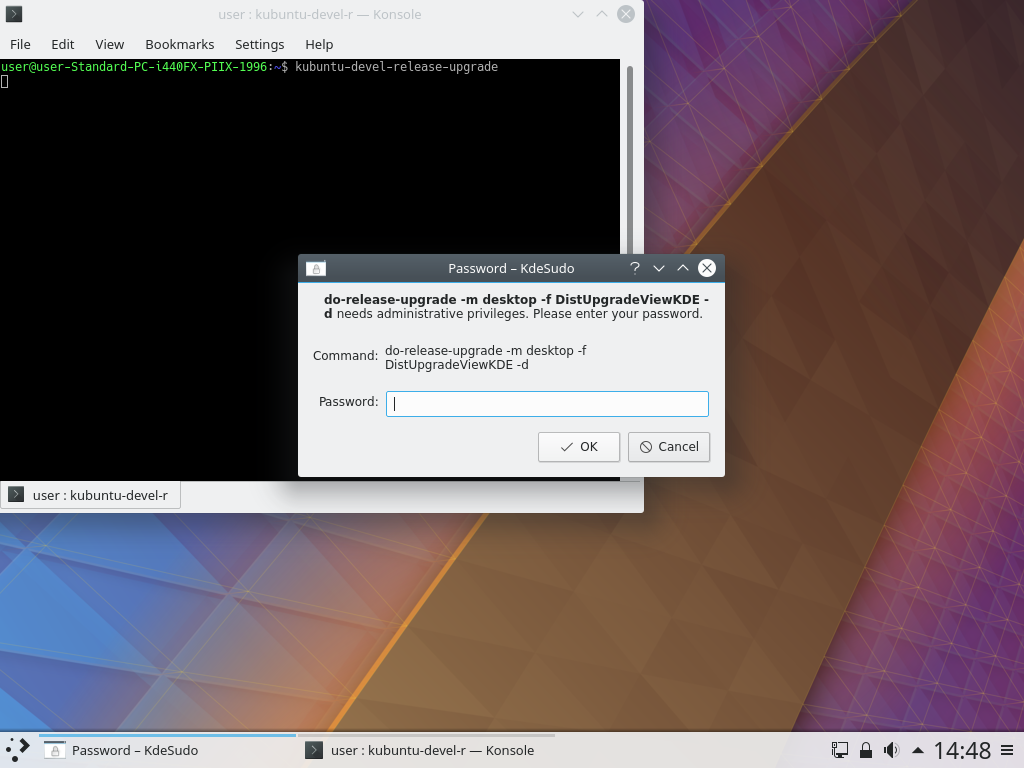 user : kubuntu-devel-r — Konsole
File Edit View Bookmarks Settings Help
user@user-Standard-PC-i440FX-PIIX-1996:~$ kubuntu-devel-release-upgrade
Password – KdeSudo
do-release-upgrade -m desktop -f DistUpgradeViewKDE -
d needs administrative privileges. Please enter your password.
Command: do-release-upgrade -m desktop -f
DistUpgradeViewKDE -d
Password:
OK Cancel
user : kubuntu-devel-r
Password – KdeSudo user : kubuntu-devel-r — Konsole 14:48